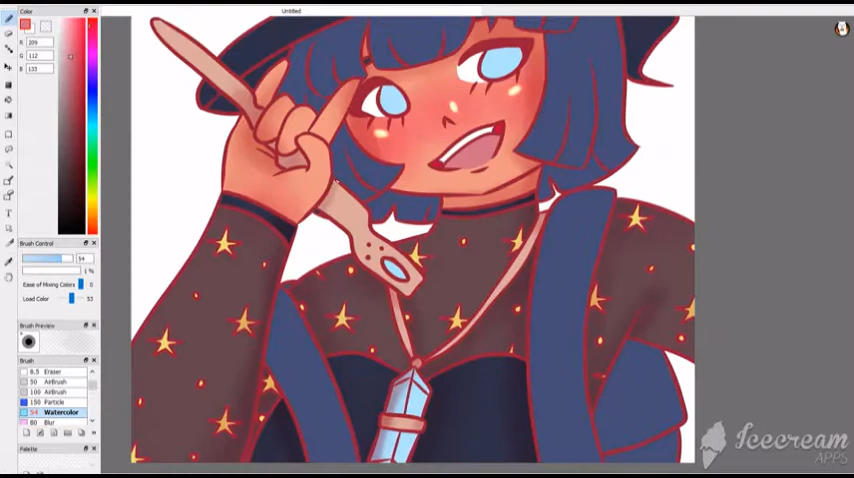 Untitled
Color
R 209
G 112
B 133
Brush Control
54
1 %
Ease of Mixing Colors 0
Load Color 53
Brush Preview
Brush
8.5 Eraser
50 AirBrush
100 AirBrush
150 Particle
54 Watercolor
80 Blur
Palette
Icecream
APPS